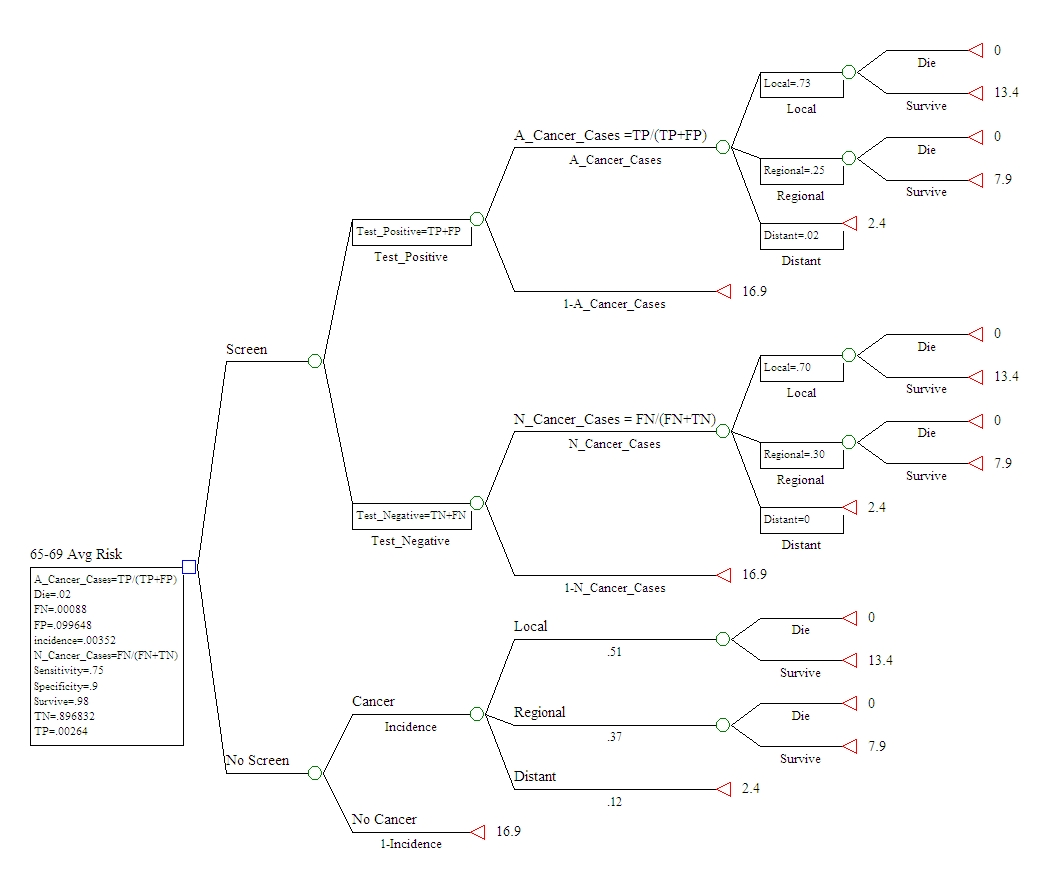 Die
0
Local=.73
Local
Survive
13.4
A_Cancer_Cases =TP/(TP+FP)
A_Cancer_Cases
Die
0
Regional=.25
Regional
Survive
7.9
Distant=.02
Distant
2.4
Test_Positive=TP+FP
Test_Positive
1-A_Cancer_Cases
16.9
Screen
Die
0
Local=.70
Local
Survive
13.4
N_Cancer_Cases = FN/(FN+TN)
N_Cancer_Cases
Die
0
Regional=.30
Regional
Survive
7.9
Distant=0
Distant
2.4
Test_Negative=TN+FN
Test_Negative
1-N_Cancer_Cases
16.9
65-69 Avg Risk
A_Cancer_Cases=TP/(TP+FP)
Die=.02
FN=.00088
FP=.099648
incidence=.00352
N_Cancer_Cases=FN/(FN+TN)
Sensitivity=.75
Specificity=.9
Survive=.98
TN=.896832
TP=.00264
No Screen
Cancer
Incidence
Local
.51
Die
0
Survive
13.4
Regional
.37
Die
0
Survive
7.9
Distant
.12
2.4
No Cancer
1-Incidence
16.9